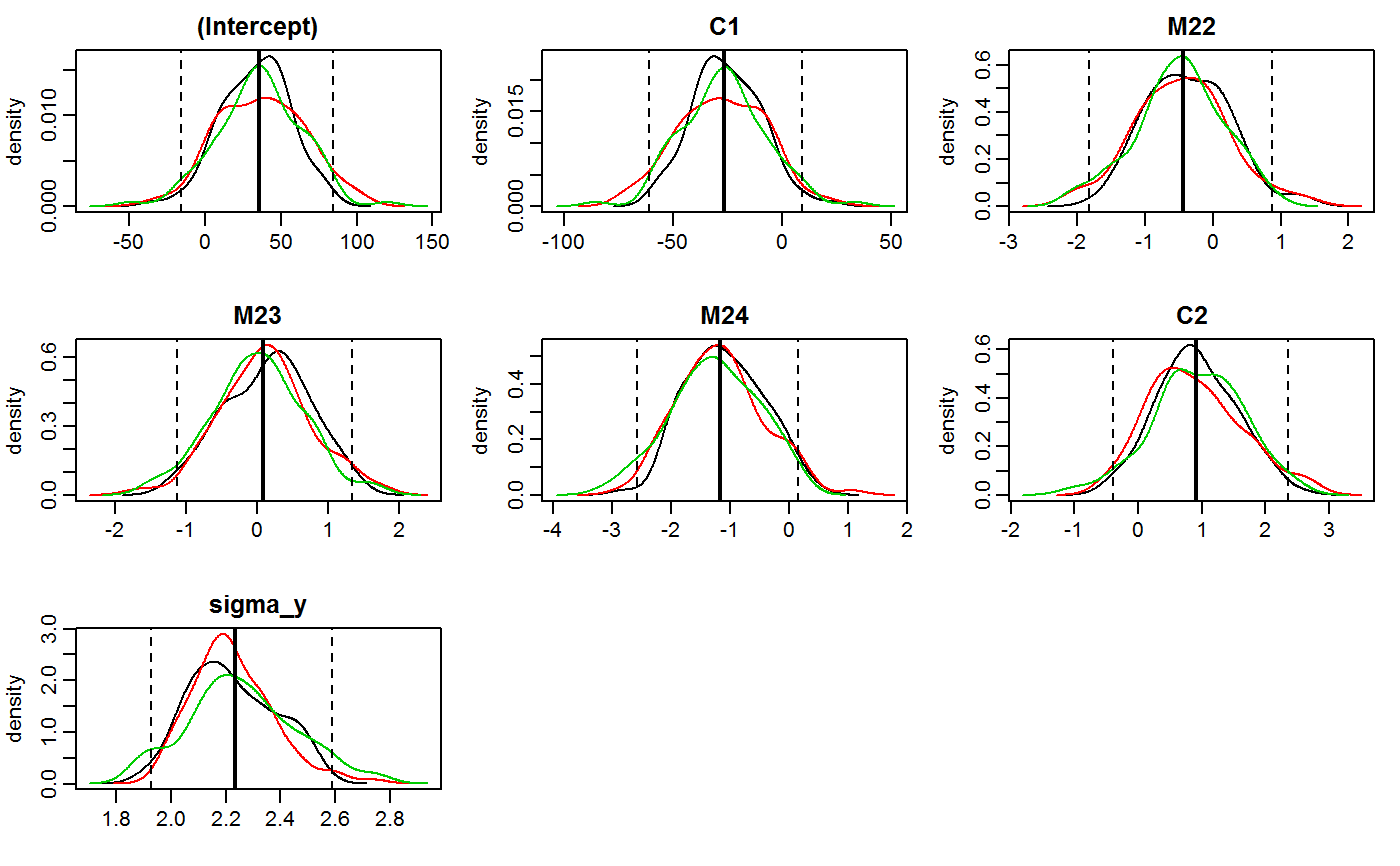 (Intercept)
density
0.000
0.010
-50 0 50 100 150
C1
density
0.000
0.015
-100 -50 0 50
M22
density
0.0
0.2
0.4
0.6
-3 -2 -1 0 1 2
M23
density
0.0
0.3
0.6
-2 -1 0 1 2
M24
density
0.0
0.2
0.4
-4 -3 -2 -1 0 1 2
C2
density
0.0
0.2
0.4
0.6
-2 -1 0 1 2 3
sigma_y
density
0.0
1.0
2.0
3.0
1.8 2.0 2.2 2.4 2.6 2.8